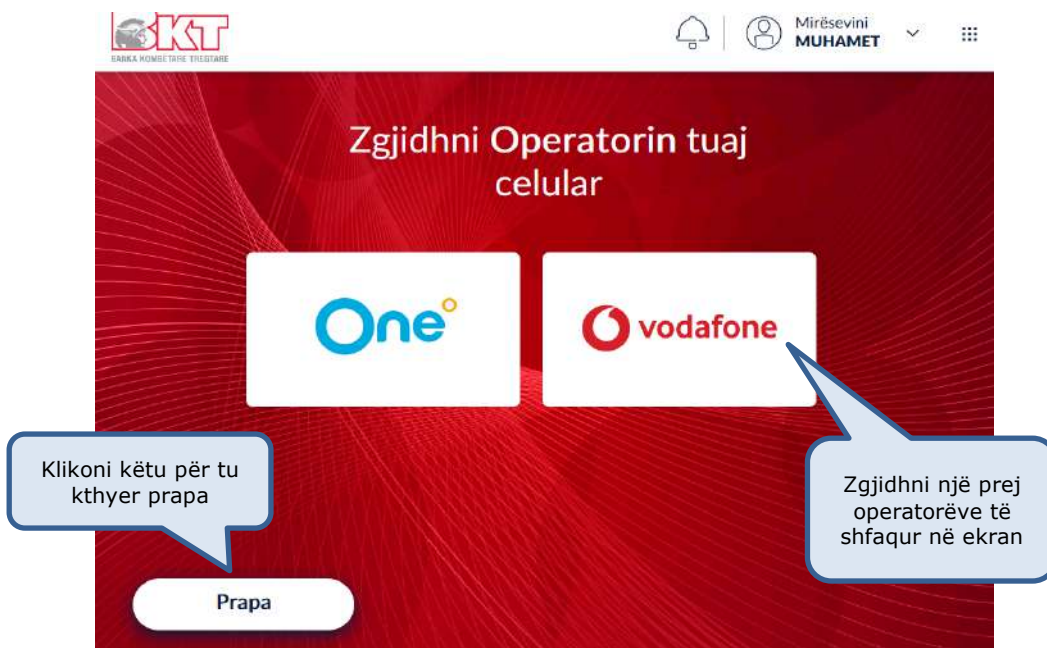 BKT
BANKA KOMBETARE TREGTARE
Mirësevini
MUHAMET
Zgjidhni Operatorin tuaj
celular
One
vodafone
Klikoni këtu për tu
kthyer prapa
Zgjidhni një prej
operatorëve të
shfaqur në ekran
Prapa